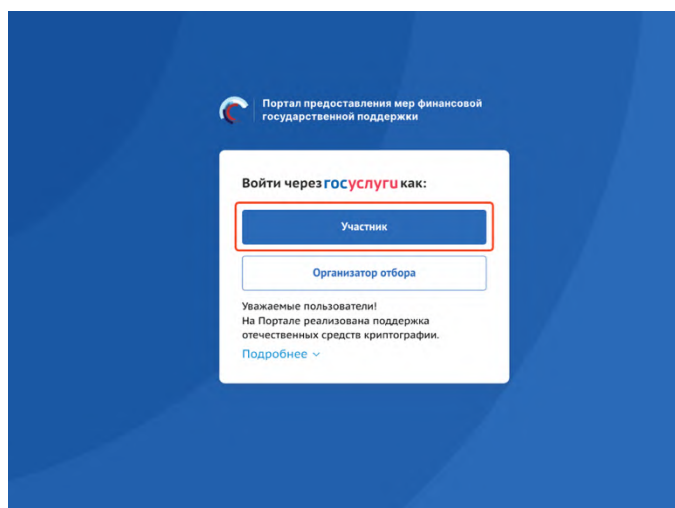 Портал предоставления мер финансовой
государственной поддержки
Войти через госуслуги как:
Участник
Организатор отбора
Уважаемые пользователи!
На Портале реализована поддержка
отечественных средств криптографии.
Подробнее